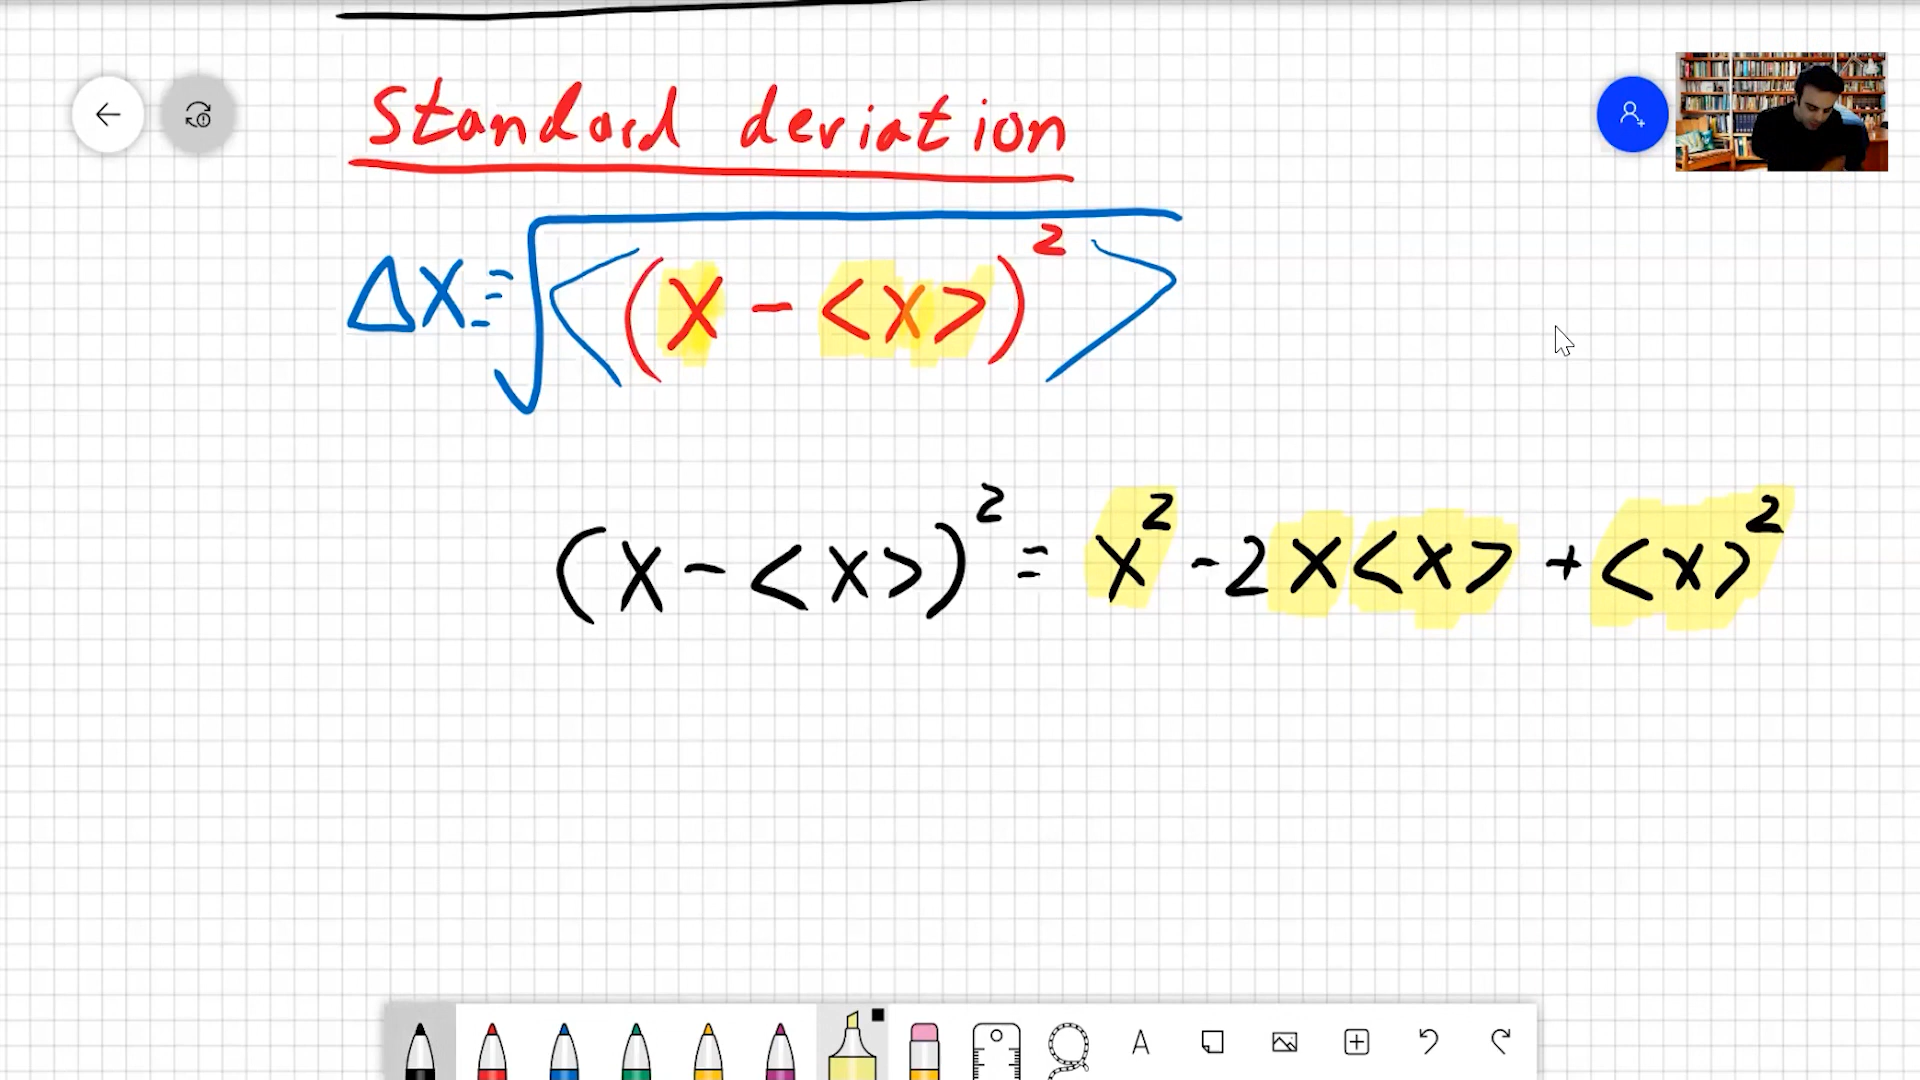 Standard deviation
ΔX ≡ √<(X - <X>)²>
(X - <X>)² = X² - 2X<X> + <X>²
A